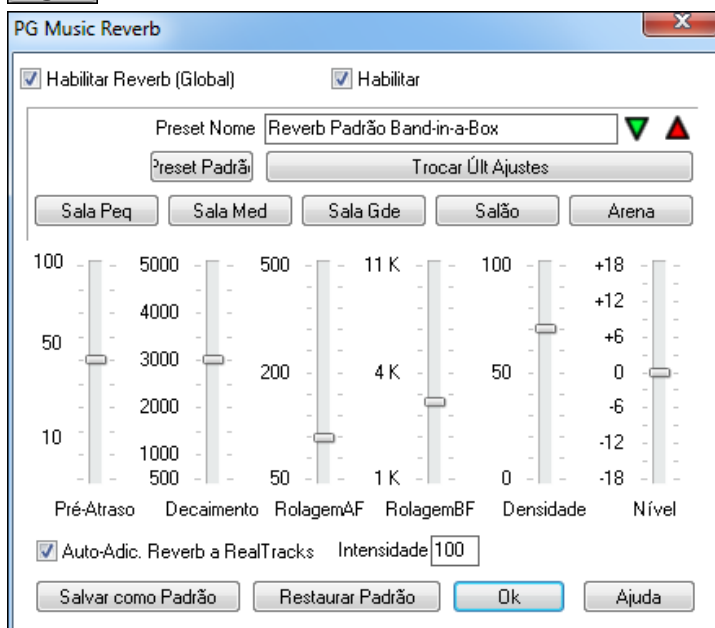 PG Music Reverb
Habilitar Reverb (Global) Habilitar
Preset Nome Reverb Padrão Band-in-a-Box
Preset Padrã Trocar Últ Ajustes
Sala Peq Sala Med Sala Gde Salão Arena
100 5000 500 11 K 100 +18
4000 +12
50 +6
3000 200 4 K 50 0
2000 -6
10 -12
1000
500 50 1 K 0 -18
Pré-Atraso Decaimento RolagemAF RolagemBF Densidade Nível
Auto-Adic. Reverb a RealTracks Intensidade 100
Salvar como Padrão Restaurar Padrão Ok Ajuda